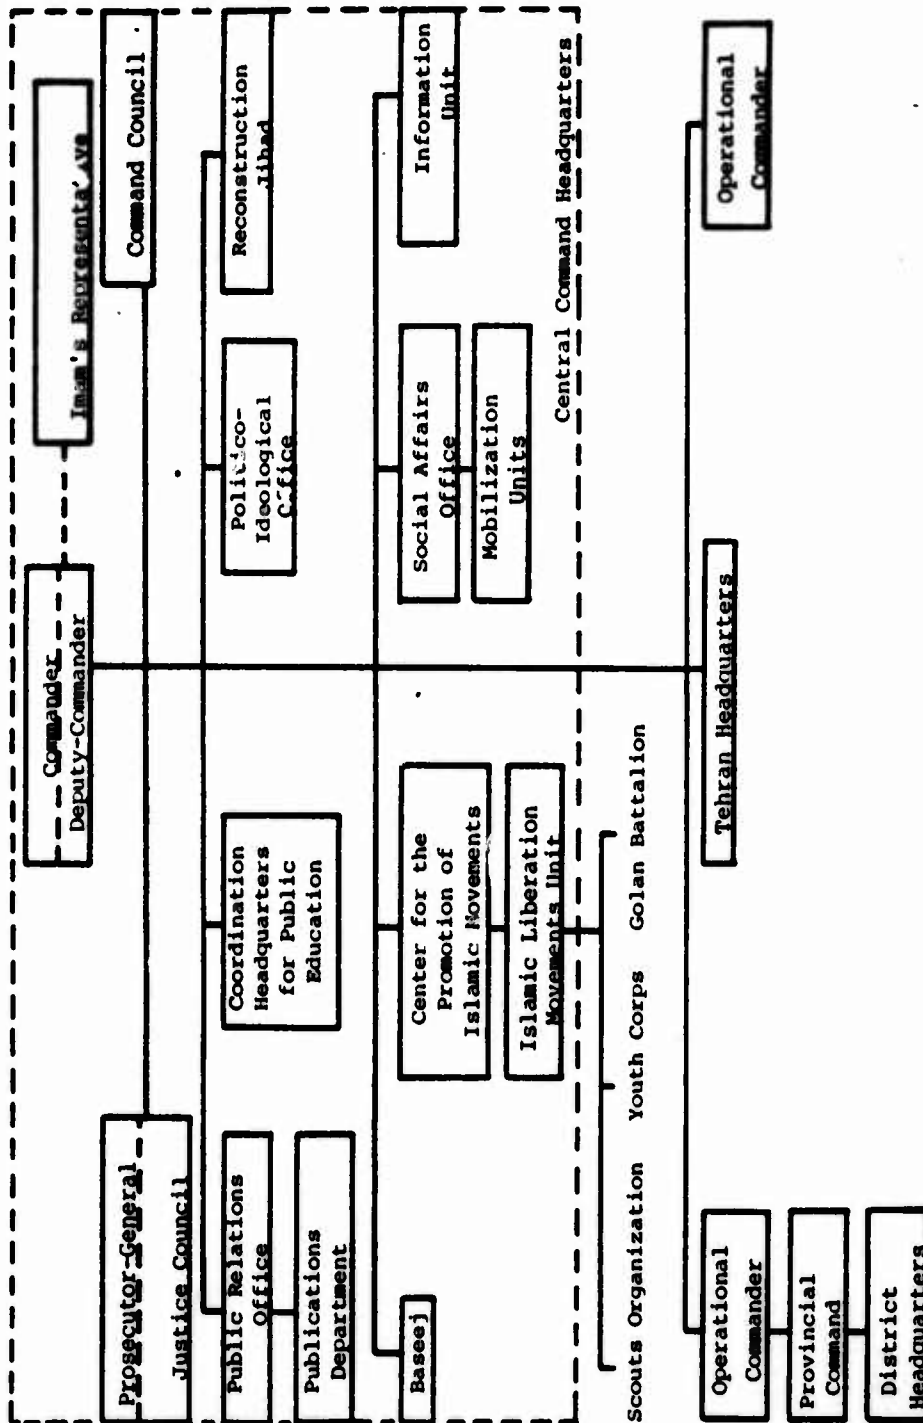 Commander
Deputy-Commander
Imam's
Prosecutor-General
Justice Council
Command Council
Public Relations
Office
Publications
Department
Coordination
Headquarters
for Public
Education
Politico-
Ideological
Reconstruction
Jihad
Baseej
Center for the
Promotion of
Islamic Movements
Islamic Liberation
Movements Unit
Social Affairs
Office
Mobilization
Units
Information
Unit
Central Command Headquarters
Scouts Organization
Youth Corps
Golan Battalion
Operational
Commander
Provincial
Command
District
Headquarters
Tehran Headquarters
Operational
Commander